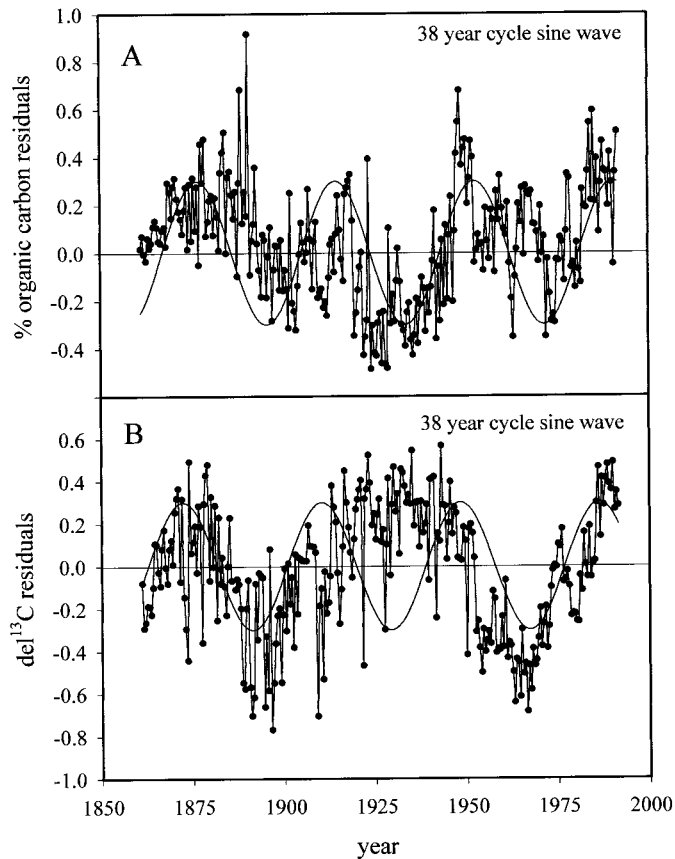 1.0
A
38 year cycle sine wave
0.8
0.6
0.4
0.2
0.0
-0.2
-0.4
% organic carbon residuals
B
38 year cycle sine wave
0.6
0.4
0.2
0.0
-0.2
-0.4
-0.6
-0.8
-1.0
del¹³C residuals
1850 1875 1900 1925 1950 1975 2000
year